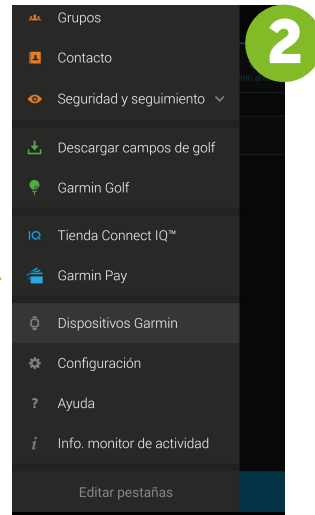 2
Grupos
Contacto
Seguridad y seguimiento
Descargar campos de golf
Garmin Golf
IQ Tienda Connect IQ™
Garmin Pay
Dispositivos Garmin
Configuración
? Ayuda
i Info. monitor de actividad
Editar pestañas